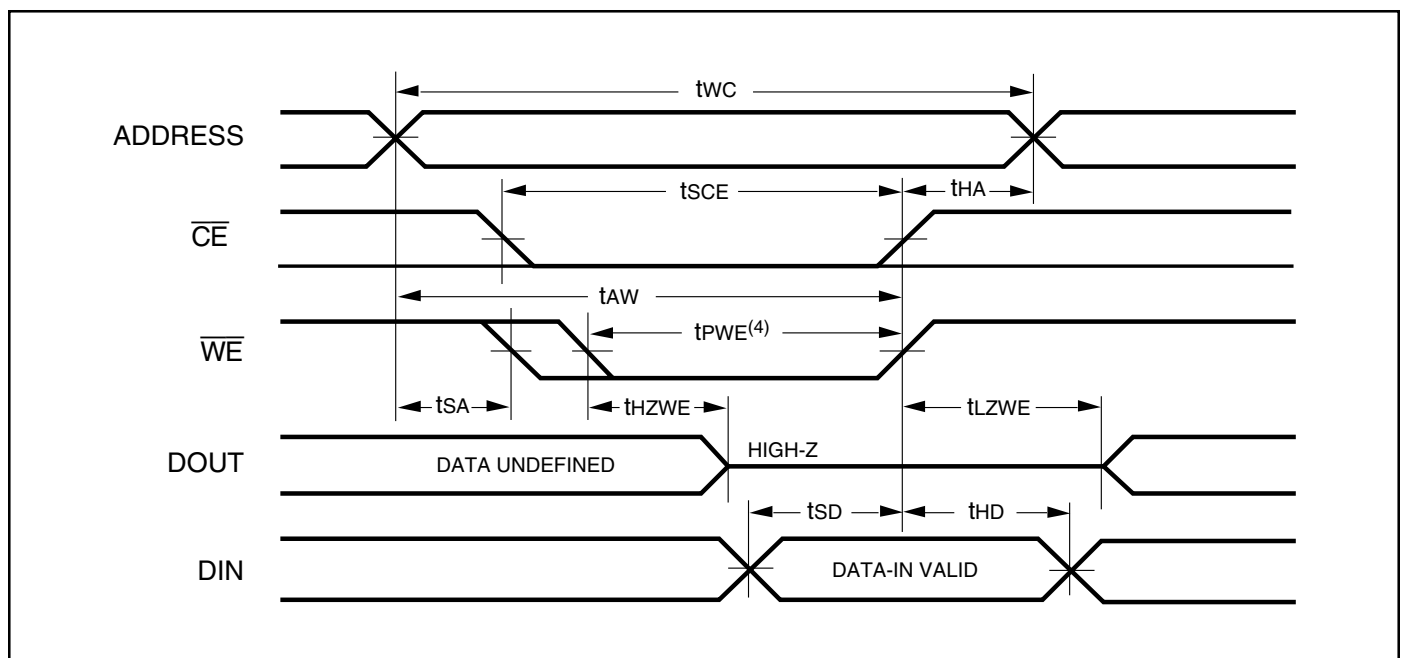 tWC
ADDRESS
tSCE
tHA
CE
tAW
tPWE(4)
WE
tSA
tHZWE
tLZWE
DOUT
DATA UNDEFINED
HIGH-Z
tSD
tHD
DIN
DATA-IN VALID